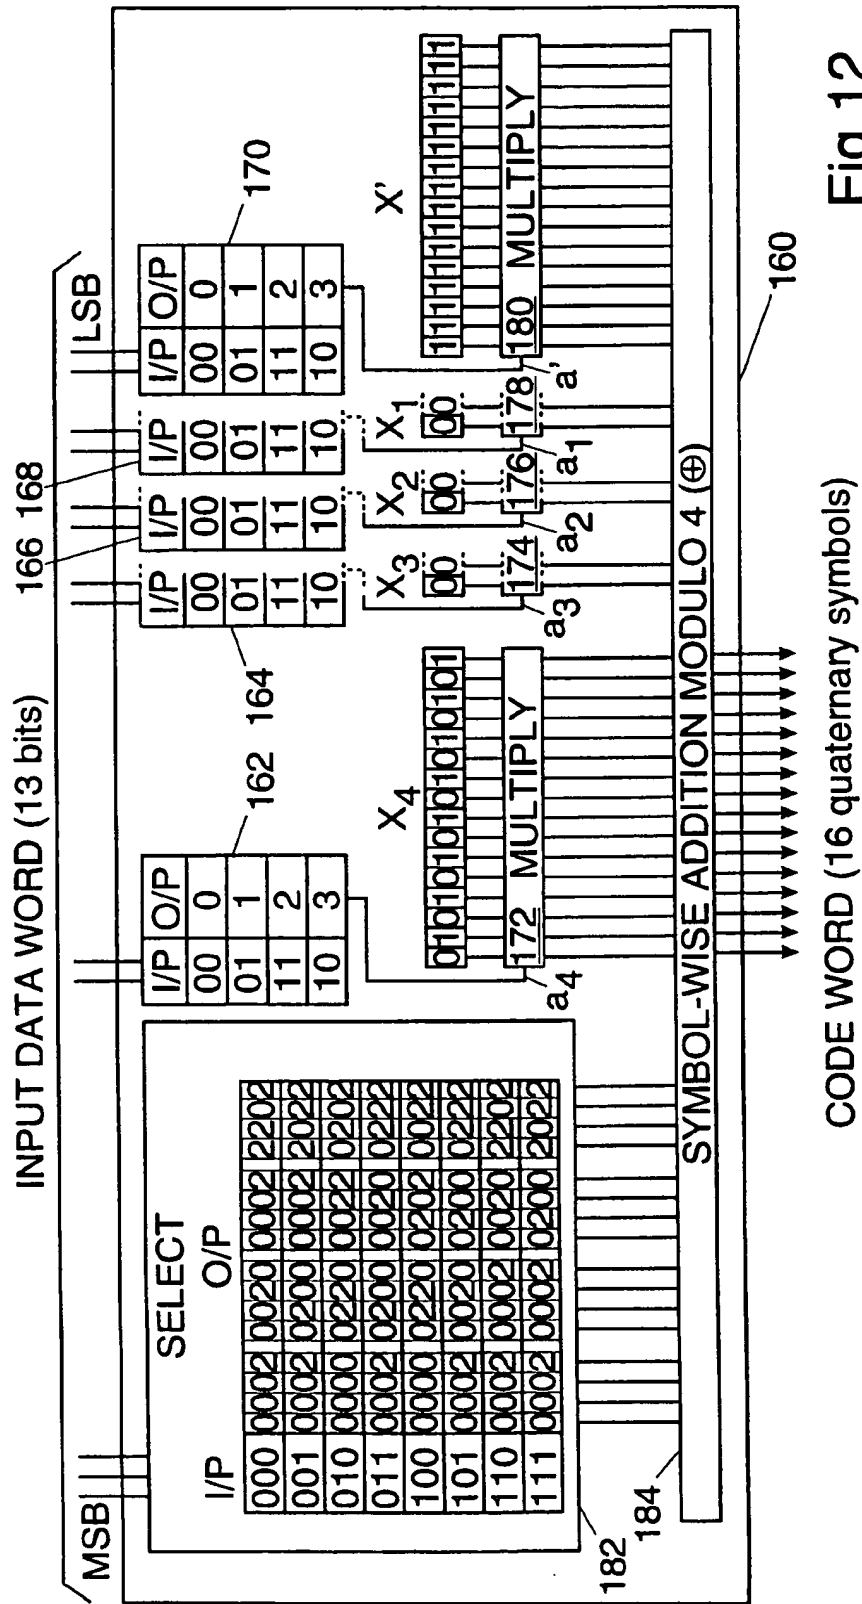 INPUT DATA WORD (13 bits)
MSB
LSB
166 168
162 164
170
SELECT
I/P O/P
000 0002 0020 0002 2202
001 0002 0200 0002 2022
010 0000 0220 0022 0202
011 0002 0200 0020 0222
100 0000 0220 0202 0022
101 0002 0020 0200 0222
110 0002 0002 0020 2202
111 0002 0002 0200 2022
I/P O/P
00 0
01 1
11 2
10 3
I/P
00
01
11
10
I/P
00
01
11
10
I/P
00
01
11
10
I/P O/P
00 0
01 1
11 2
10 3
X4 X3 X2 X1 X'
0101010101010101 00 00 00 1111111111111111
172 MULTIPLY 174 176 178 180 MULTIPLY
a4 a3 a2 a1 a'
182
184
SYMBOL-WISE ADDITION MODULO 4 (⊕)
160
CODE WORD (16 quaternary symbols)
Fig.12